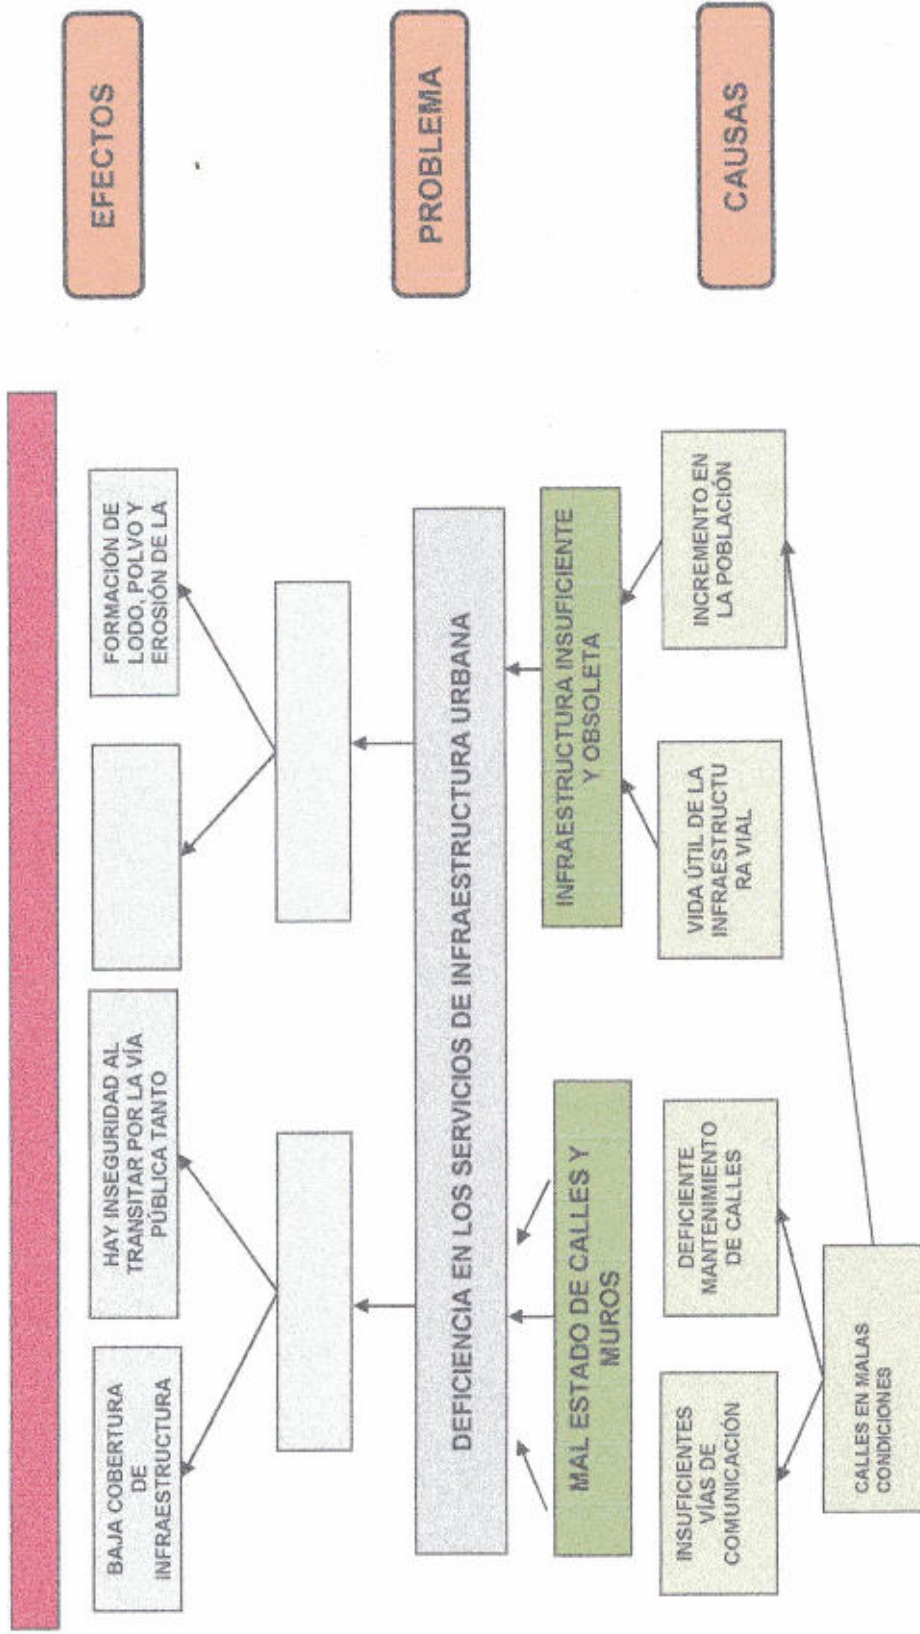 EFECTOS
BAJA COBERTURA
DE
INFRAESTRUCTURA
HAY INSEGURIDAD AL
TRANSITAR POR LA VÍA
PÚBLICA TANTO
FORMACIÓN DE
LODO, POLVO Y
EROSIÓN DE LA
PROBLEMA
DEFICIENCIA EN LOS SERVICIOS DE INFRAESTRUCTURA URBANA
MAL ESTADO DE CALLES Y
MUROS
INFRAESTRUCTURA INSUFICIENTE
Y OBSOLETA
CAUSAS
INSUFICIENTES
VÍAS DE
COMUNICACIÓN
DEFICIENTE
MANTENIMIENTO
DE CALLES
VIDA ÚTIL DE LA
INFRAESTRUCTU
RA VIAL
INCREMENTO EN
LA POBLACIÓN
CALLES EN MALAS
CONDICIONES